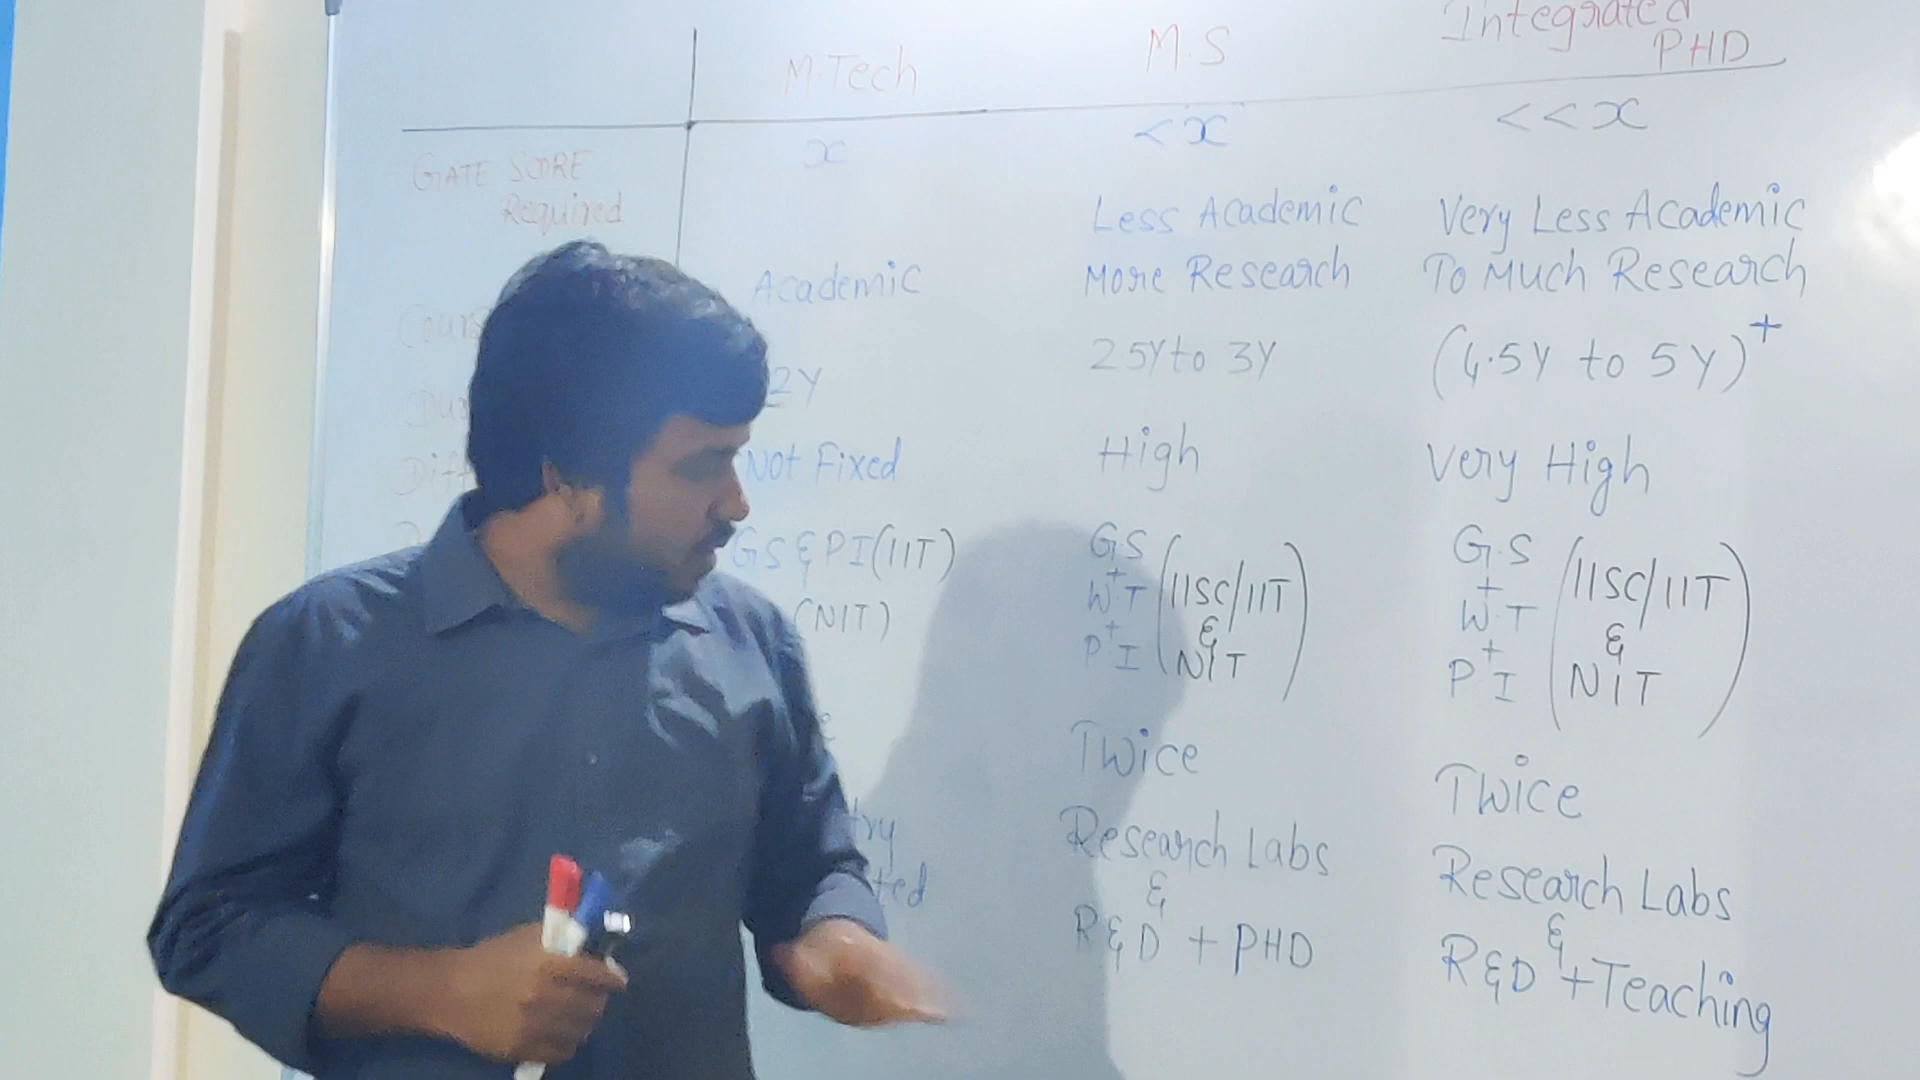 M.Tech M.S Integrated PHD
GATE SCORE Required x <x <<x
Academic Less Academic More Research Very Less Academic To Much Research
2Y 25Y to 3Y (4.5Y to 5Y)+
Not Fixed High Very High
GS & PI (IIT) (NIT) G.S + W.T + P.I (IISC/IIT & NIT) G.S + W.T + P.I (IISC/IIT & NIT)
Twice Twice
Research Labs & R&D + PHD Research Labs & R&D + Teaching